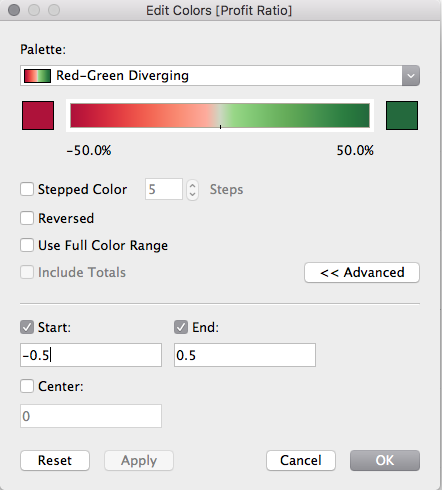 Edit Colors [Profit Ratio]
Palette:
Red-Green Diverging
-50.0% 50.0%
Stepped Color 5 Steps
Reversed
Use Full Color Range
Include Totals << Advanced
Start: End:
-0.5 0.5
Center:
0
Reset Apply Cancel OK